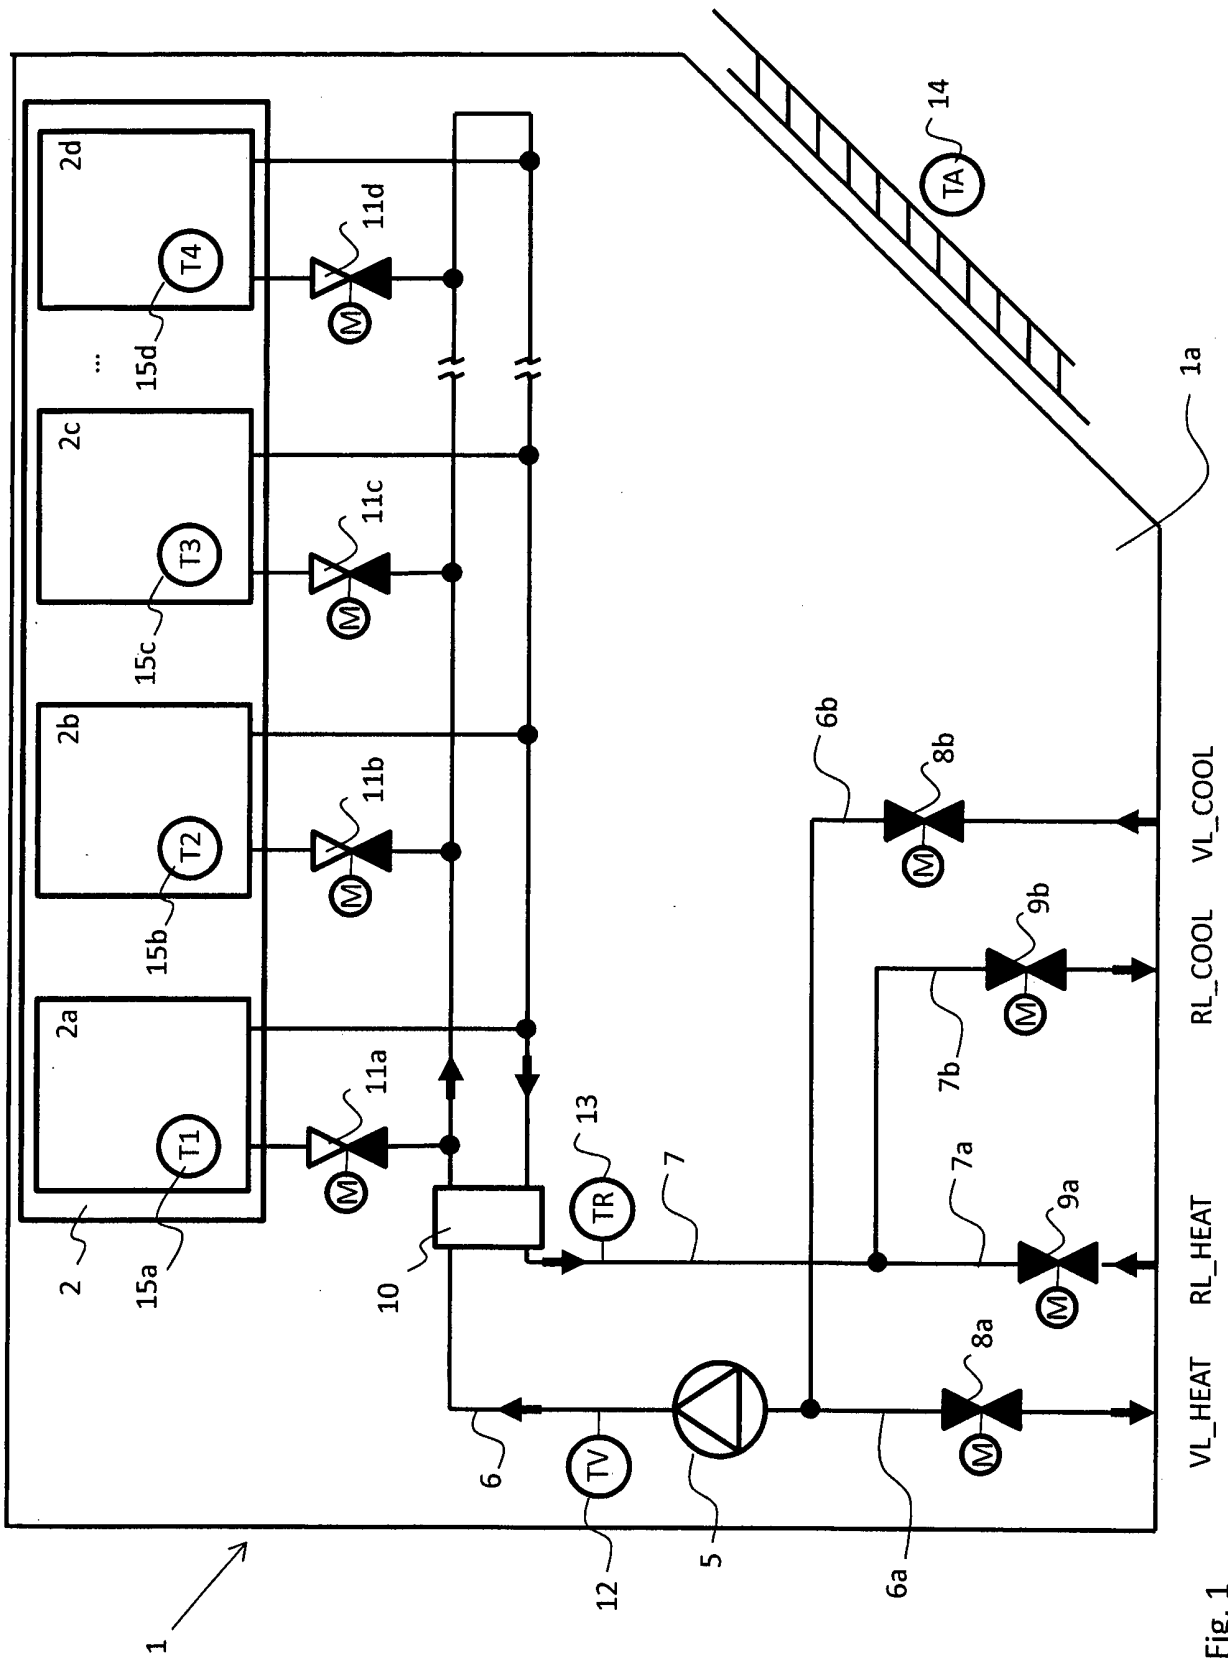 1
2
2a
2b
2c
2d
T1
T2
T3
T4
...
15a
15b
15c
15d
M
11a
M
11b
M
11c
M
11d
10
6
12
TV
TR
13
7
14
TA
5
6a
6b
M
8a
M
8b
7a
7b
M
9a
M
9b
1a
VL_HEAT
RL_HEAT
RL_COOL
VL_COOL
Fig. 1